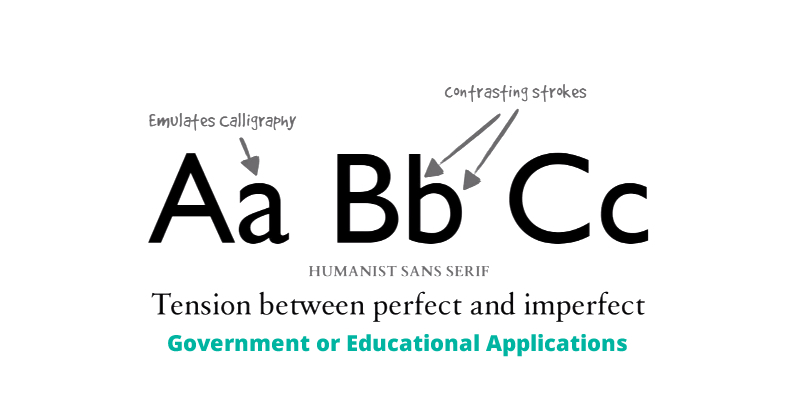 Contrasting strokes
Emulates Calligraphy
Aa Bb Cc
HUMANIST SANS SERIF
Tension between perfect and imperfect
Government or Educational Applications